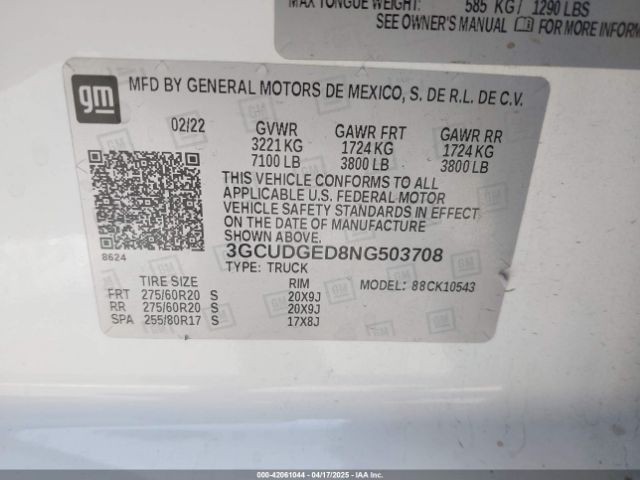 MAX TONGUE WEIGHT: 585 KG/ 1290 LBS
SEE OWNER'S MANUAL FOR MORE INFORM
gm
MFD BY GENERAL MOTORS DE MEXICO, S. DE R.L. DE C.V.
02/22 GVWR GAWR FRT GAWR RR
3221 KG 1724 KG 1724 KG
7100 LB 3800 LB 3800 LB
THIS VEHICLE CONFORMS TO ALL
APPLICABLE U.S. FEDERAL MOTOR
VEHICLE SAFETY STANDARDS IN EFFECT
ON THE DATE OF MANUFACTURE
SHOWN ABOVE.
8624 3GCUDGED8NG503708
TYPE: TRUCK
TIRE SIZE RIM MODEL: 88CK10543
FRT 275/60R20 S 20X9J
RR 275/60R20 S 20X9J
SPA 255/80R17 S 17X8J
000-42061044 - 04/17/2025 - IAAI.COM